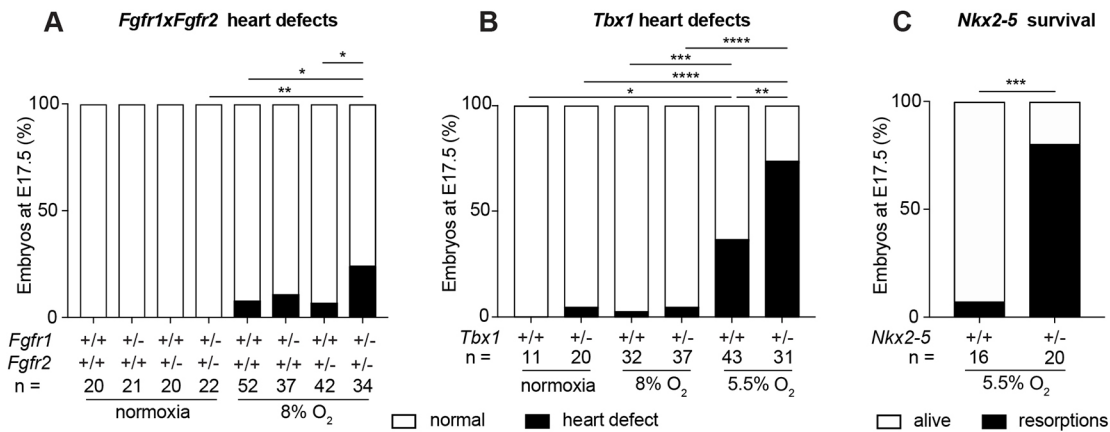 A Fgfr1xFgfr2 heart defects
Embryos at E17.5 (%)
100
50
0
* 
*
**
Fgfr1 +/+ +/- +/+ +/- +/+ +/- +/+ +/-
Fgfr2 +/+ +/+ +/- +/- +/+ +/+ +/- +/-
n = 20 21 20 22 52 37 42 34
normoxia 8% O2
B Tbx1 heart defects
Embryos at E17.5 (%)
100
50
0
****
***
****
* **
Tbx1 +/+ +/- +/+ +/- +/+ +/-
n = 11 20 32 37 43 31
normoxia 8% O2 5.5% O2
normal heart defect
C Nkx2-5 survival
Embryos at E17.5 (%)
100
50
0
***
Nkx2-5 +/+ +/-
n = 16 20
5.5% O2
alive resorptions